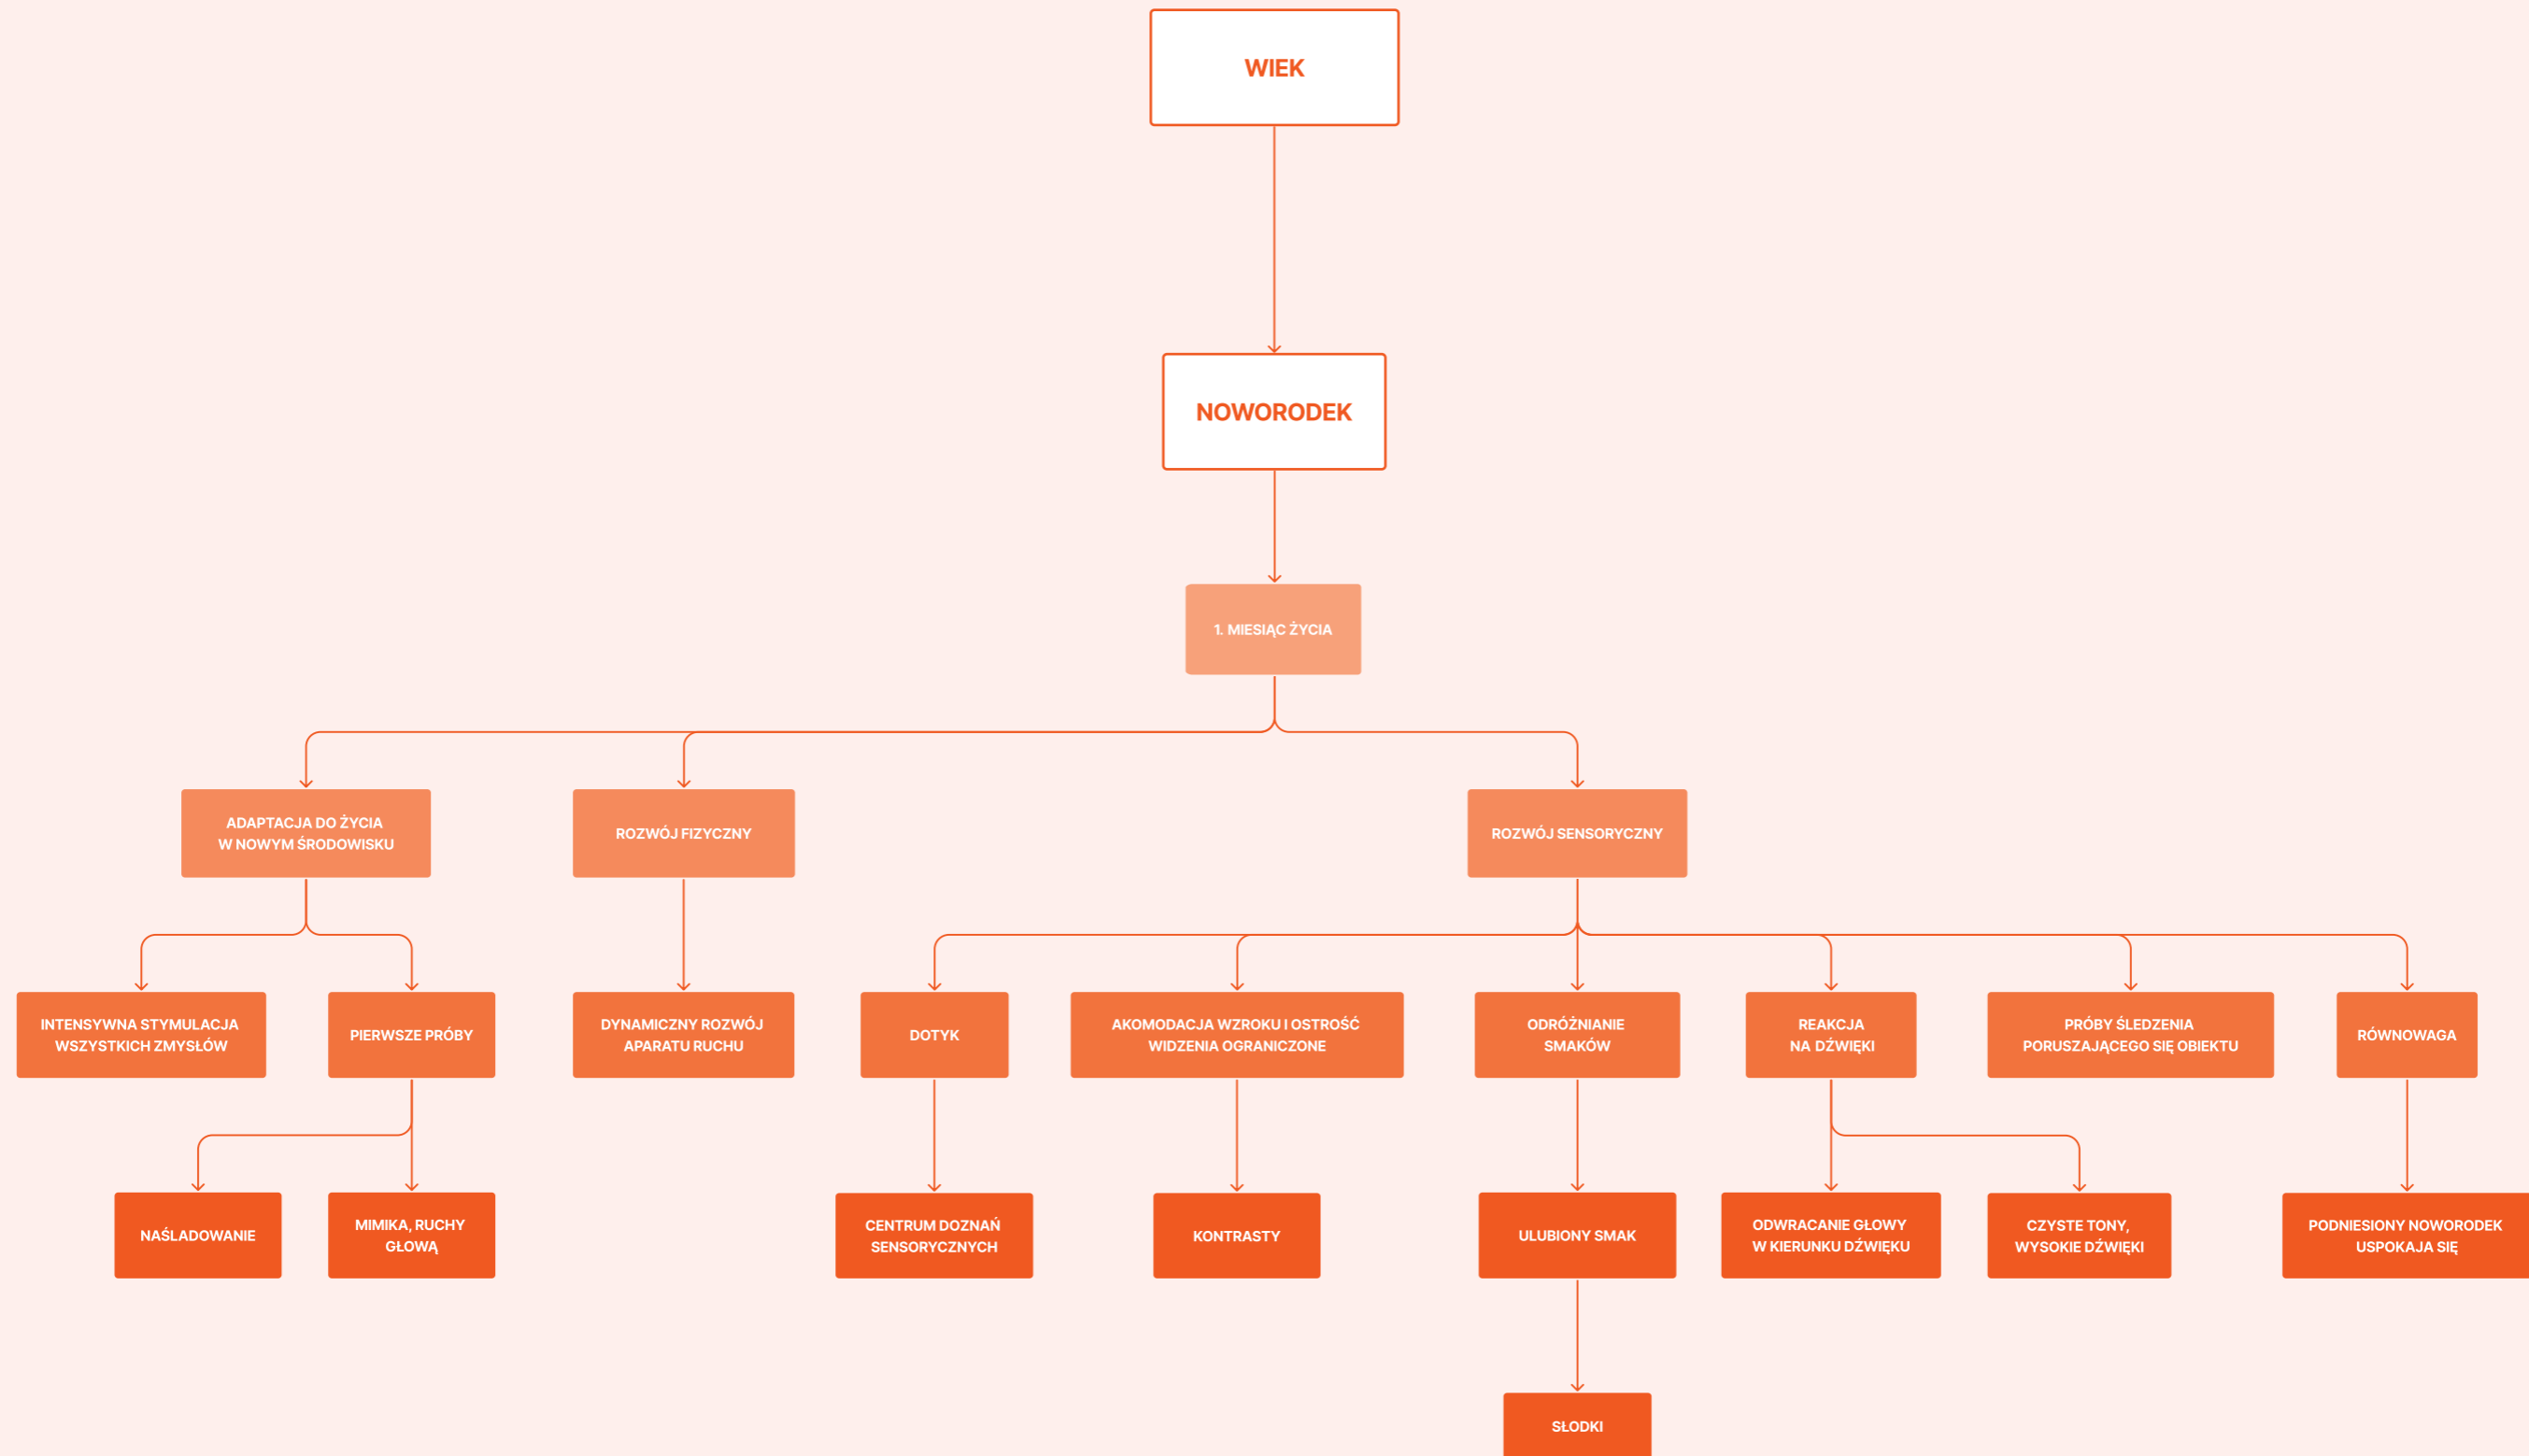 WIEK
NOWORODEK
1. MIESIĄC ŻYCIA
ADAPTACJA DO ŻYCIA
W NOWYM ŚRODOWISKU
ROZWÓJ FIZYCZNY
ROZWÓJ SENSORYCZNY
INTENSYWNA STYMULACJA
WSZYSTKICH ZMYSŁÓW
PIERWSZE PRÓBY
DYNAMICZNY ROZWÓJ
APARATU RUCHU
DOTYK
AKOMODACJA WZROKU I OSTROŚĆ
WIDZENIA OGRANICZONE
ODRÓŻNIANIE
SMAKÓW
REAKCJA
NA DŹWIĘKI
PRÓBY ŚLEDZENIA
PORUSZAJĄCEGO SIĘ OBIEKTU
RÓWNOWAGA
NAŚLADOWANIE
MIMIKA, RUCHY
GŁOWĄ
CENTRUM DOZNAŃ
SENSORYCZNYCH
KONTRASTY
ULUBIONY SMAK
ODWRACANIE GŁOWY
W KIERUNKU DŹWIĘKU
CZYSTE TONY,
WYSOKIE DŹWIĘKI
PODNIESIONY NOWORODEK
USPOKAJA SIĘ
SŁODKI